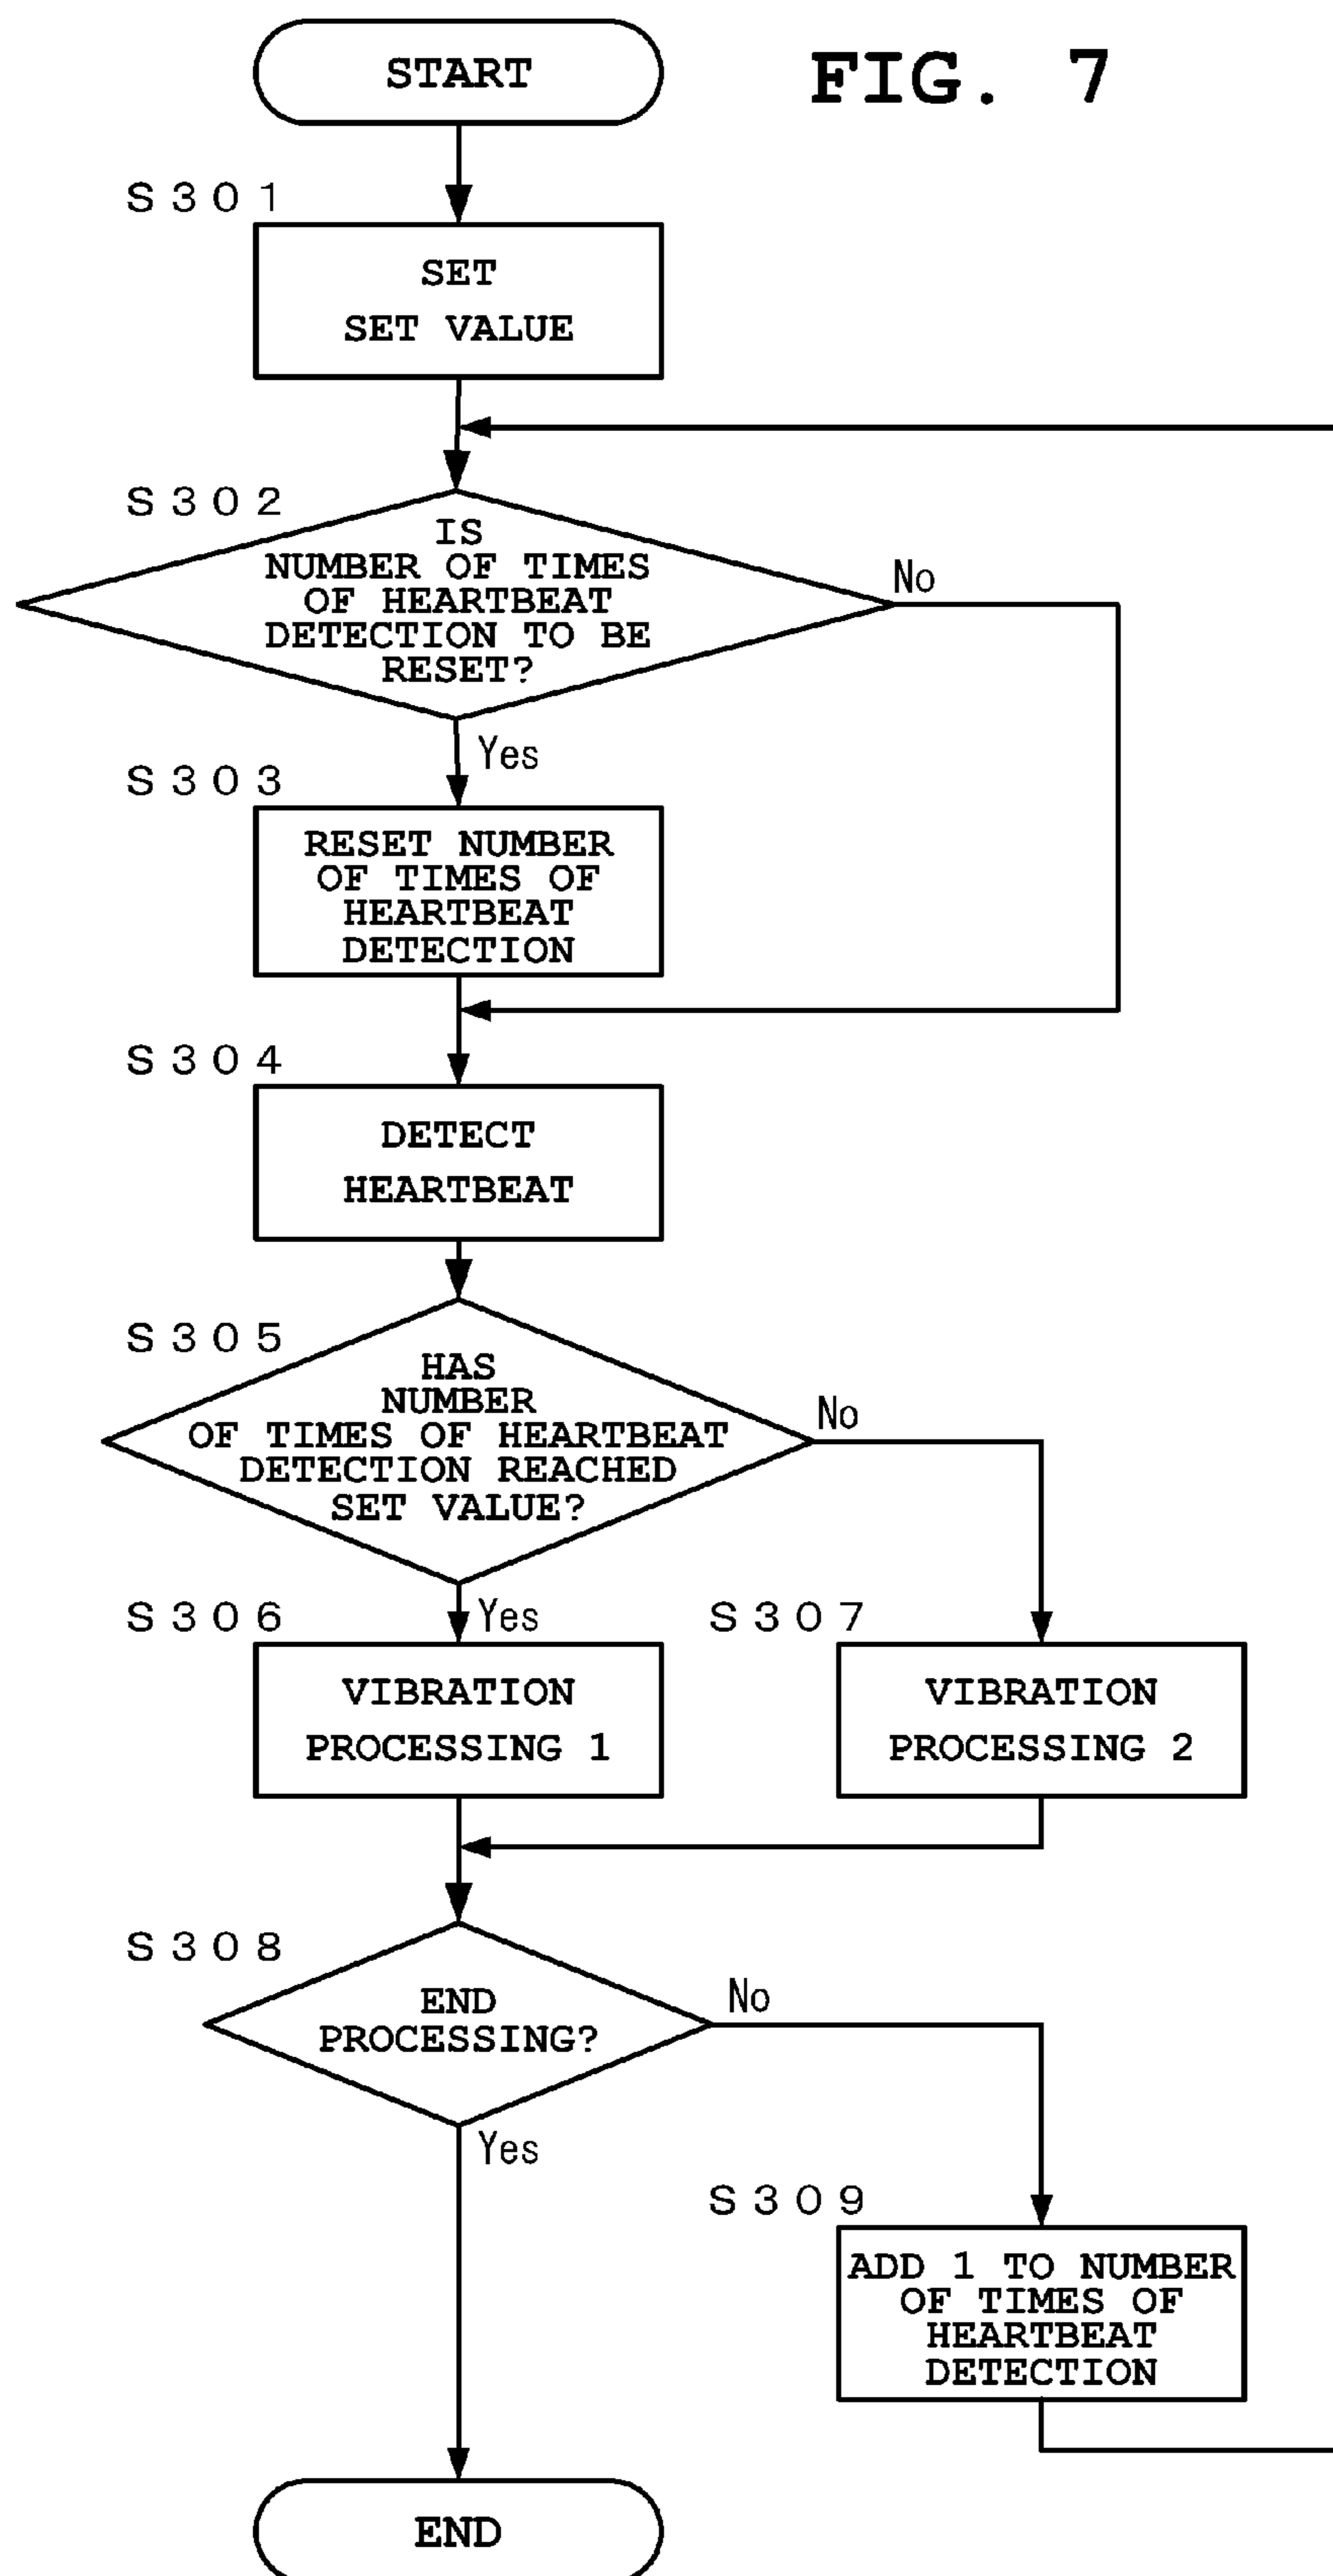 START
FIG. 7
S301
SET
SET VALUE
S302
IS
NUMBER OF TIMES
OF HEARTBEAT
DETECTION TO BE
RESET?
No
Yes
S303
RESET NUMBER
OF TIMES OF
HEARTBEAT
DETECTION
S304
DETECT
HEARTBEAT
S305
HAS
NUMBER
OF TIMES OF HEARTBEAT
DETECTION REACHED
SET VALUE?
No
Yes
S306
VIBRATION
PROCESSING 1
S307
VIBRATION
PROCESSING 2
S308
END
PROCESSING?
No
Yes
S309
ADD 1 TO NUMBER
OF TIMES OF
HEARTBEAT
DETECTION
END